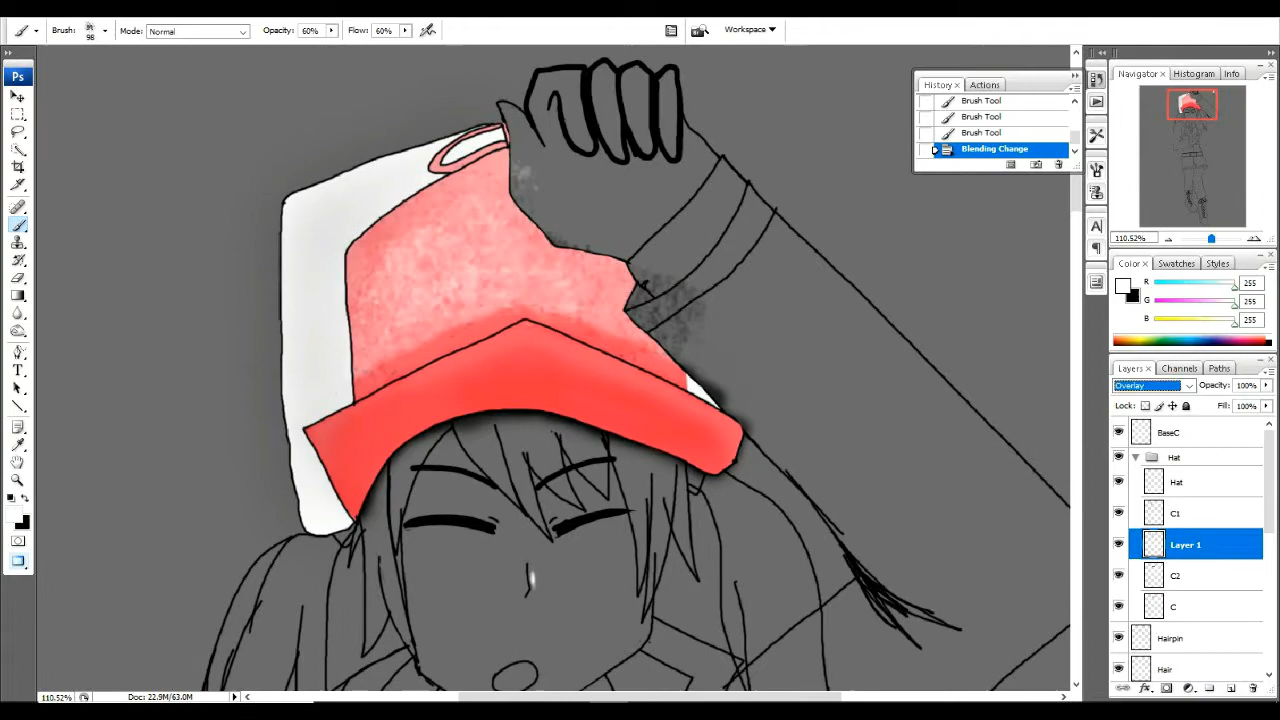 Brush: 98 Mode: Normal Opacity: 60% Flow: 60% Workspace
Ps
History Actions
Brush Tool
Brush Tool
Brush Tool
Blending Change
Navigator Histogram Info
110.52%
Color Swatches Styles
R 255
G 255
B 255
Layers Channels Paths
Overlay Opacity: 100%
Lock: Fill: 100%
BaseC
Hat
Hat
C1
Layer 1
C2
C
Hairpin
Hair
110.52% Doc: 22.9M/63.0M